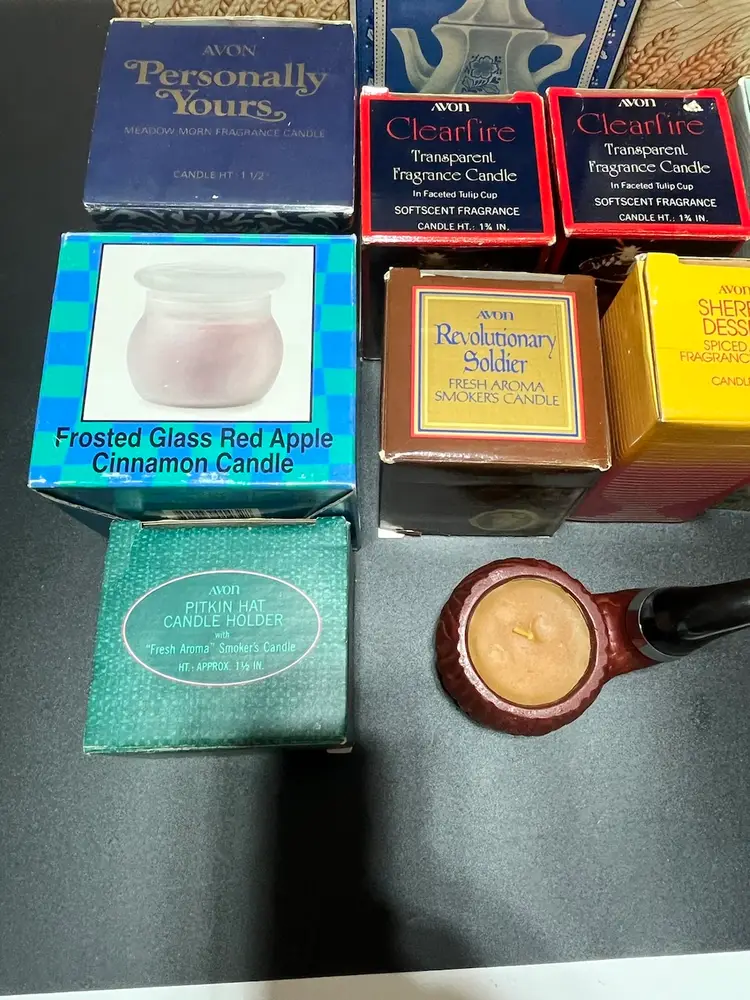 AVON
Personally
Yours
MEADOW MORN FRAGRANCE CANDLE
CANDLE HT. 1 1/2"
AVON
Clearfire
Transparent
Fragrance Candle
In Faceted Tulip Cup
SOFTSCENT FRAGRANCE
CANDLE HT.: 1¾ IN.
AVON
Clearfire
Transparent
Fragrance Candle
In Faceted Tulip Cup
SOFTSCENT FRAGRANCE
CANDLE HT.: 1¾ IN.
Frosted Glass Red Apple
Cinnamon Candle
AVON
Revolutionary
Soldier
FRESH AROMA
SMOKER'S CANDLE
AVON
SPICED
AVON
PITKIN HAT
CANDLE HOLDER
with
"Fresh Aroma" Smoker's Candle
HT. APPROX. 1½ IN.